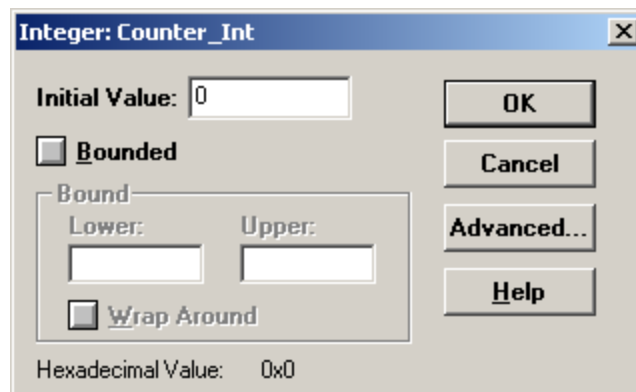 Integer: Counter_Int
Initial Value: 0
OK
Bounded
Cancel
Bound
Lower: Upper:
Advanced...
Wrap Around
Help
Hexadecimal Value: 0x0